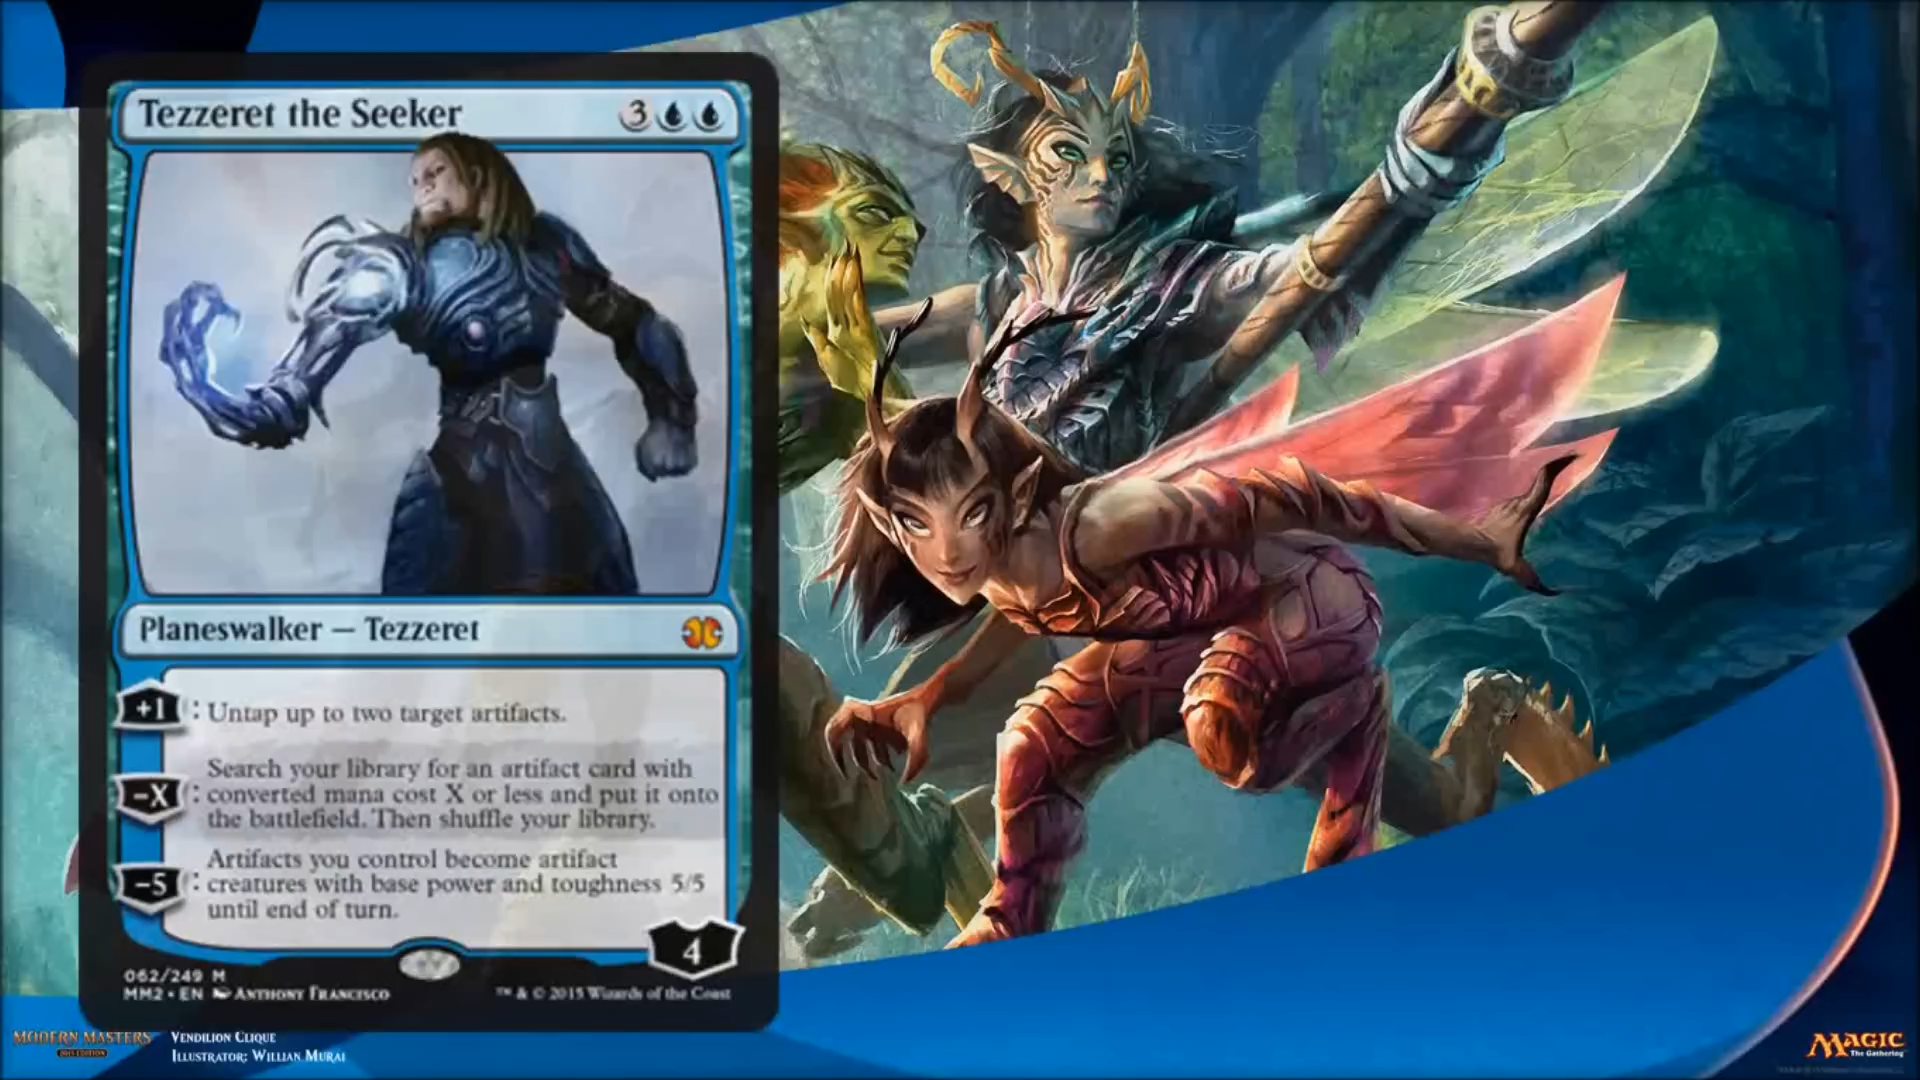 Tezzeret the Seeker 3
Planeswalker — Tezzeret
+1 : Untap up to two target artifacts.
Search your library for an artifact card with
−X : converted mana cost X or less and put it onto
the battlefield. Then shuffle your library.
Artifacts you control become artifact
−5 : creatures with base power and toughness 5/5
until end of turn.
4
062/249 M
MM2 • EN Anthony Francisco ™ & © 2015 Wizards of the Coast
Modern Masters
2015 Edition
Vendilion Clique
Illustrator: Willian Murai
Magic
The Gathering